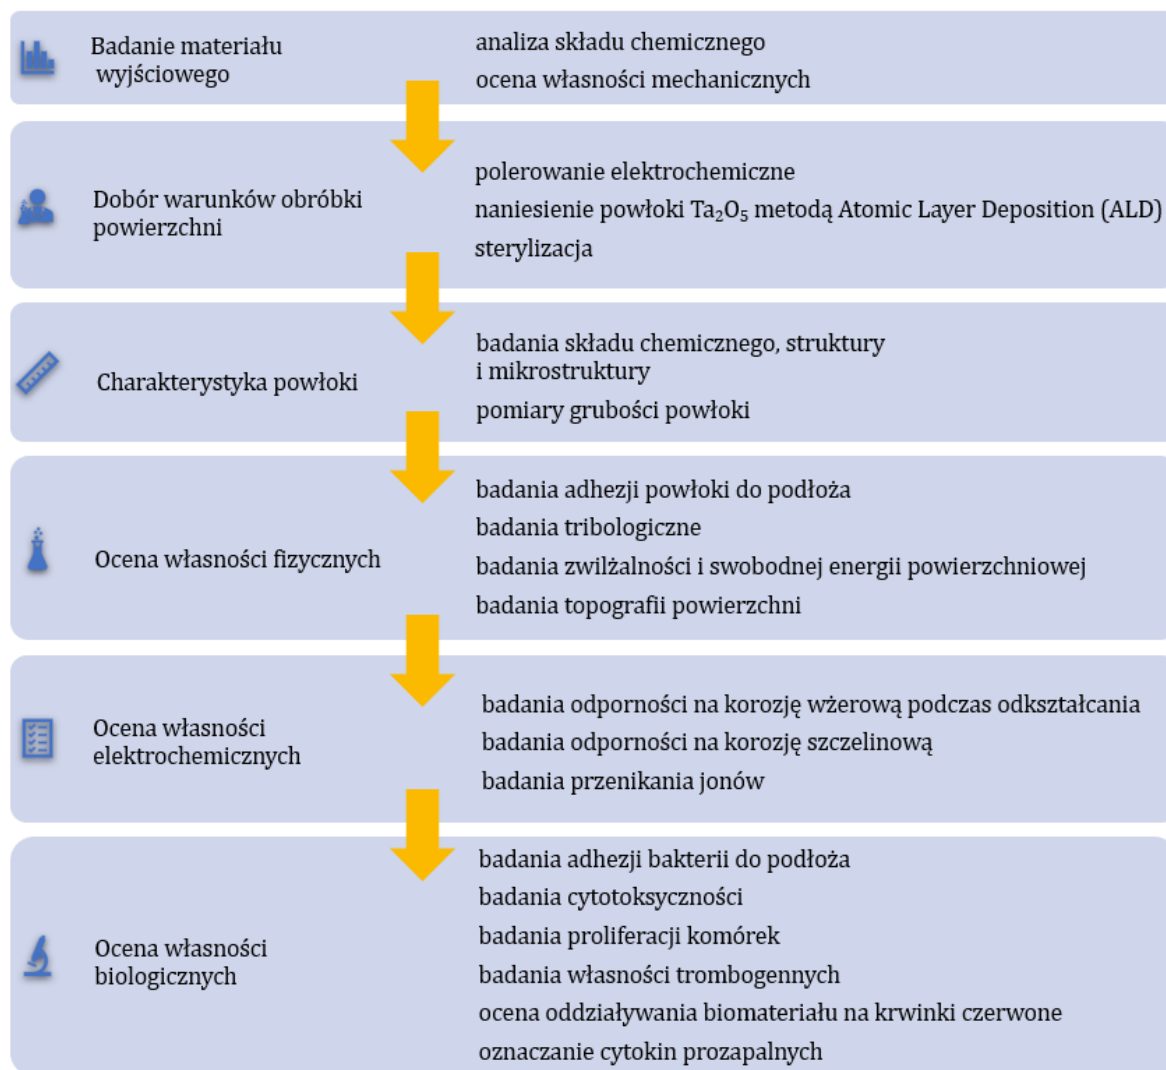 Badanie materiału
wyjściowego
analiza składu chemicznego
ocena własności mechanicznych
Dobór warunków obróbki
powierzchni
polerowanie elektrochemiczne
naniesienie powłoki Ta₂O₅ metodą Atomic Layer Deposition (ALD)
sterylizacja
Charakterystyka powłoki
badania składu chemicznego, struktury
i mikrostruktury
pomiary grubości powłoki
Ocena własności fizycznych
badania adhezji powłoki do podłoża
badania tribologiczne
badania zwilżalności i swobodnej energii powierzchniowej
badania topografii powierzchni
Ocena własności
elektrochemicznych
badania odporności na korozję wżerową podczas odkształcania
badania odporności na korozję szczelinową
badania przenikania jonów
Ocena własności
biologicznych
badania adhezji bakterii do podłoża
badania cytotoksyczności
badania proliferacji komórek
badania własności trombogennych
ocena oddziaływania biomateriału na krwinki czerwone
oznaczanie cytokin prozapalnych